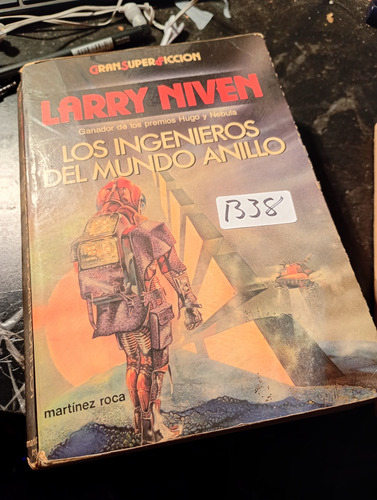 GRAN SUPER FICCION
LARRY NIVEN
Ganador de los premios Hugo y Nebula
LOS INGENIEROS
DEL MUNDO ANILLO
B38
martínez roca